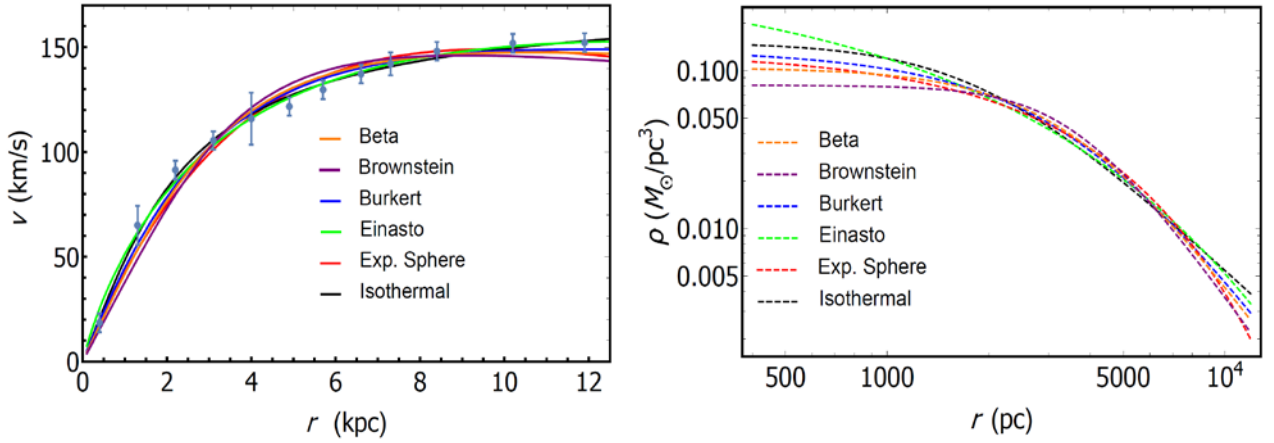 150
100
50
0
v (km/s)
Beta
Brownstein
Burkert
Einasto
Exp. Sphere
Isothermal
0 2 4 6 8 10 12
r (kpc)
0.100
0.050
0.010
0.005
ρ (M⊙/pc³)
Beta
Brownstein
Burkert
Einasto
Exp. Sphere
Isothermal
500 1000 5000 10⁴
r (pc)